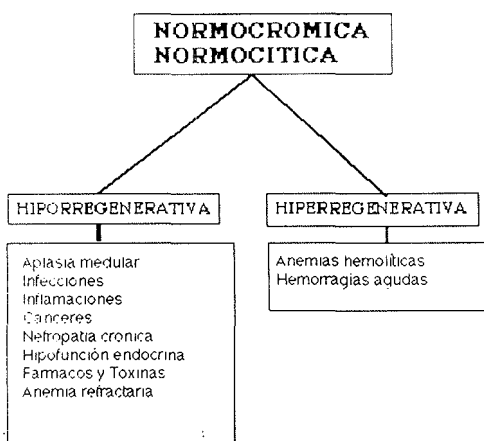 NORMOCROMICA
NORMOCITICA
HIPORREGENERATIVA
Aplasia medular
Infecciones
Inflamaciones
Canceres
Nefropatia cronica
Hipofunción endocrina
Farmacos y Toxinas
Anemia refractaria
HIPERREGENERATIVA
Anemias hemolíticas
Hemorragias agudas